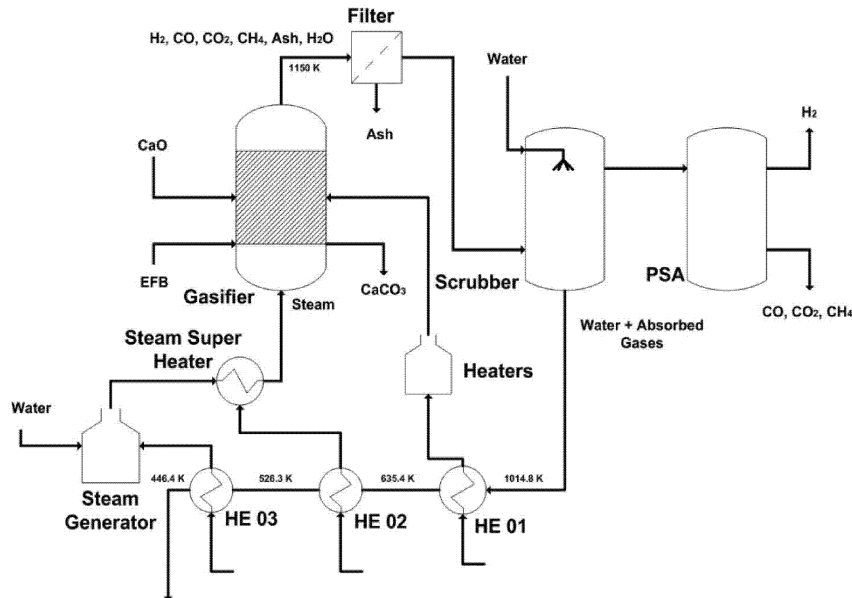 Filter
H₂, CO, CO₂, CH₄, Ash, H₂O
1150 K
Water
H₂
Ash
CaO
EFB
CaCO₃
Gasifier
Steam
Scrubber
PSA
CO, CO₂, CH₄
Water + Absorbed
Gases
Steam Super
Heater
Heaters
Water
446.4 K
526.3 K
635.4 K
1014.8 K
Steam
Generator
HE 03
HE 02
HE 01